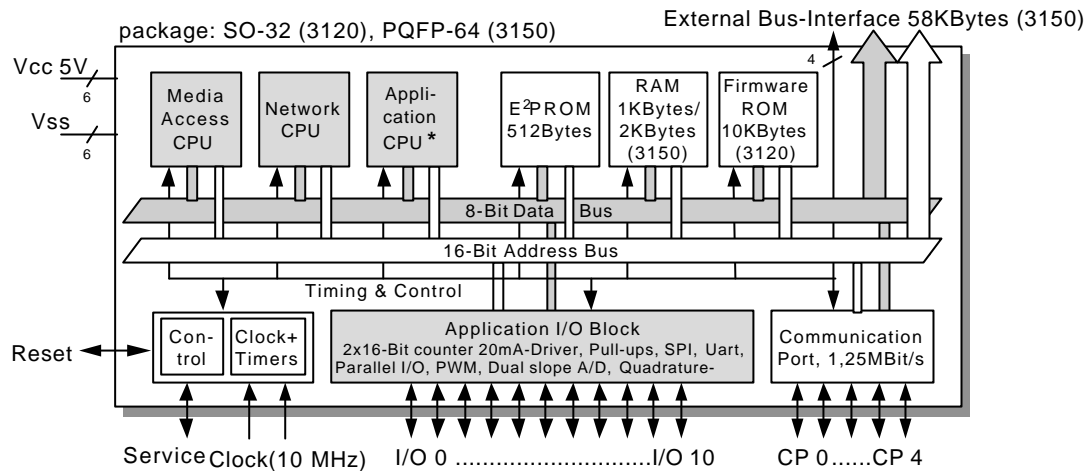 External Bus-Interface 58KBytes (3150)
package: SO-32 (3120), PQFP-64 (3150)
4
Vcc 5V
6
Vss
6
Media
Access
CPU
Network
CPU
Appli-
cation
CPU *
E²PROM
512Bytes
RAM
1KBytes/
2KBytes
(3150)
Firmware
ROM
10KBytes
(3120)
8-Bit Data Bus
16-Bit Address Bus
Timing & Control
Reset
Con-
trol
Clock+
Timers
Application I/O Block
2x16-Bit counter 20mA-Driver, Pull-ups, SPI, Uart,
Parallel I/O, PWM, Dual slope A/D, Quadrature-
Communication
Port, 1,25MBit/s
Service Clock(10 MHz) I/O 0 .............................I/O 10 CP 0......CP 4